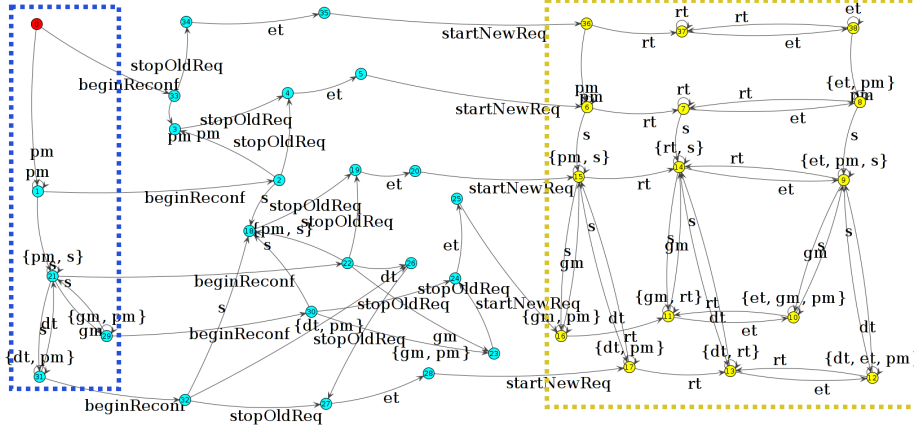 0
34
35
36
37
38
rt
et
et
startNewReq
rt
rt
et
stopOldReq
beginReconf
33
4
5
pm
pm
{et, pm}
pm
6
7
8
et
startNewReq
rt
rt
et
stopOldReq
3
pm
pm
stopOldReq
s
s
s
pm
pm
{pm, s}
{rt, s}
{et, pm, s}
1
2
19
20
15
14
9
beginReconf
s
et
startNewReq
rt
rt
et
stopOldReq
25
stopOldReq
18
{pm, s}
s
et
s
gm
s
s
s
gm
s
{pm, s}
s
s
21
22
26
24
dt
beginReconf
stopOldReq
stopOldReq
startNewReq
{gm, pm}
gm
29
30
{dt, pm}
s
dt
s
beginReconf
stopOldReq
gm
{gm, pm}
23
{gm, pm}
16
{gm, rt}
11
{et, gm, pm}
10
rt
rt
dt
et
dt
dt
{dt, pm}
31
{dt, pm}
17
{dt, rt}
13
{dt, et, pm}
12
rt
rt
et
beginReconf
32
stopOldReq
27
et
28
startNewReq